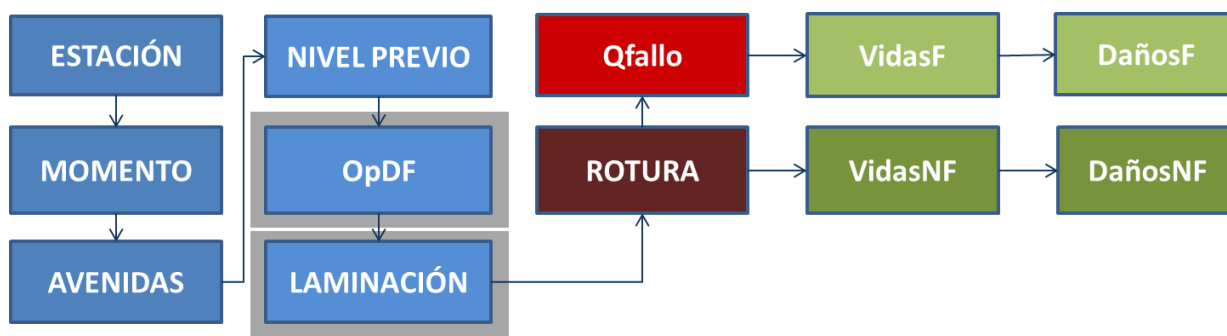 ESTACIÓN
MOMENTO
AVENIDAS
NIVEL PREVIO
OpDF
LAMINACIÓN
ROTURA
Qfallo
VidasF
DañosF
VidasNF
DañosNF